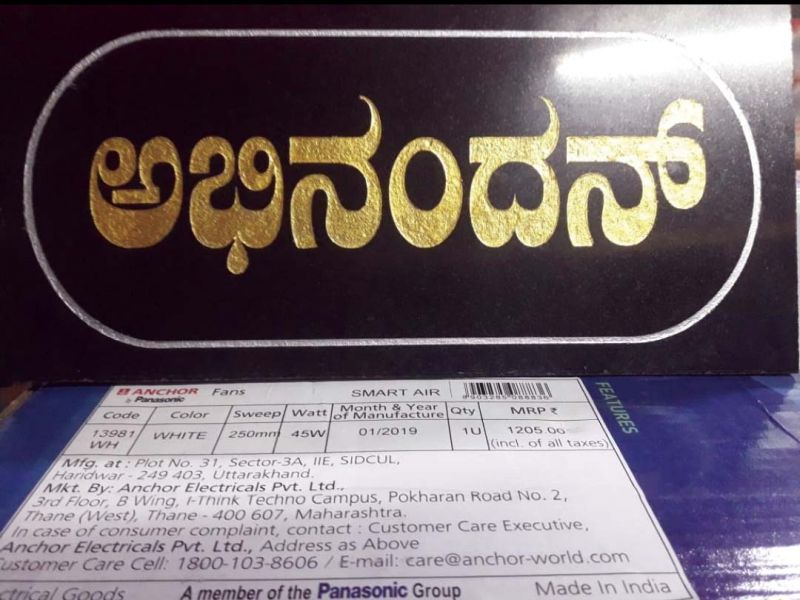 ಅಭಿನಂದನ್
ANCHOR Fans SMART AIR
by Panasonic
8903285088836
FEATURES
Code Color Sweep Watt Month & Year of Manufacture Qty MRP ₹
13981 WH WHITE 250mm 45W 01/2019 1U 1205.00 (incl. of all taxes)
Mfg. at : Plot No. 31, Sector-3A, IIE, SIDCUL,
Haridwar - 249 403, Uttarakhand.
Mkt. By: Anchor Electricals Pvt. Ltd.,
3rd Floor, B Wing, I-Think Techno Campus, Pokharan Road No. 2,
Thane (West), Thane - 400 607, Maharashtra.
In case of consumer complaint, contact : Customer Care Executive,
Anchor Electricals Pvt. Ltd., Address as Above
Customer Care Cell: 1800-103-8606 / E-mail: care@anchor-world.com
ctrical Goods A member of the Panasonic Group Made In India